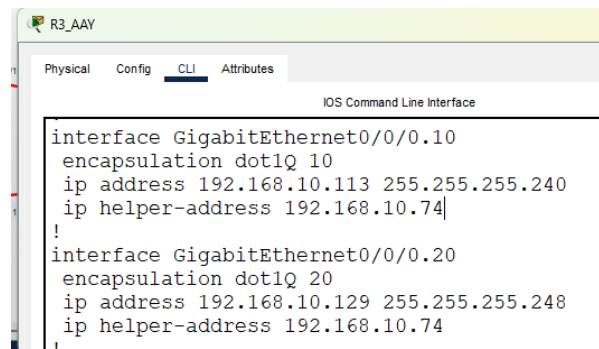 R3_AAY
Physical Config CLI Attributes
IOS Command Line Interface
interface GigabitEthernet0/0/0.10
encapsulation dot1Q 10
ip address 192.168.10.113 255.255.255.240
ip helper-address 192.168.10.74
!
interface GigabitEthernet0/0/0.20
encapsulation dot1Q 20
ip address 192.168.10.129 255.255.255.248
ip helper-address 192.168.10.74